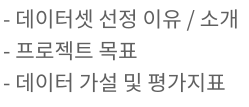 - 데이터셋 선정 이유 / 소개
- 프로젝트 목표
- 데이터 가설 및 평가지표